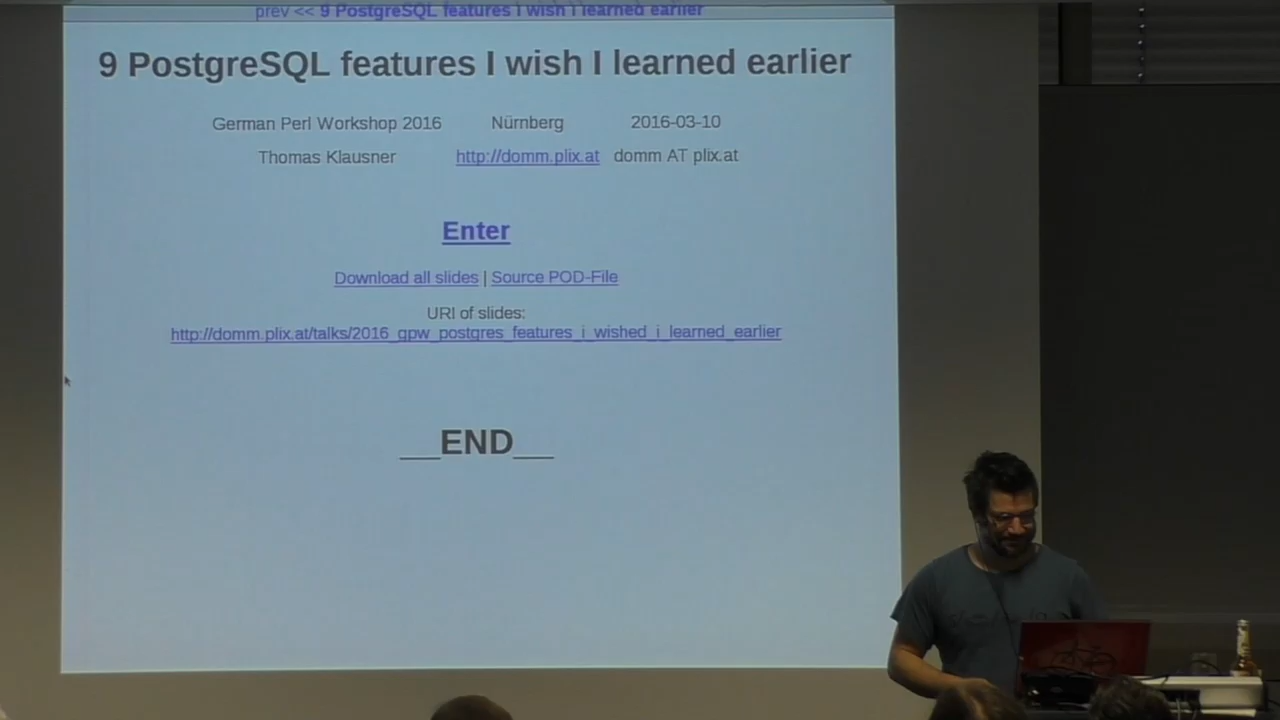 prev << 9 PostgreSQL features I wish I learned earlier
9 PostgreSQL features I wish I learned earlier
German Perl Workshop 2016 Nürnberg 2016-03-10
Thomas Klausner http://domm.plix.at domm AT plix.at
Enter
Download all slides | Source POD-File
URI of slides:
http://domm.plix.at/talks/2016_gpw_postgres_features_i_wished_i_learned_earlier
__END__